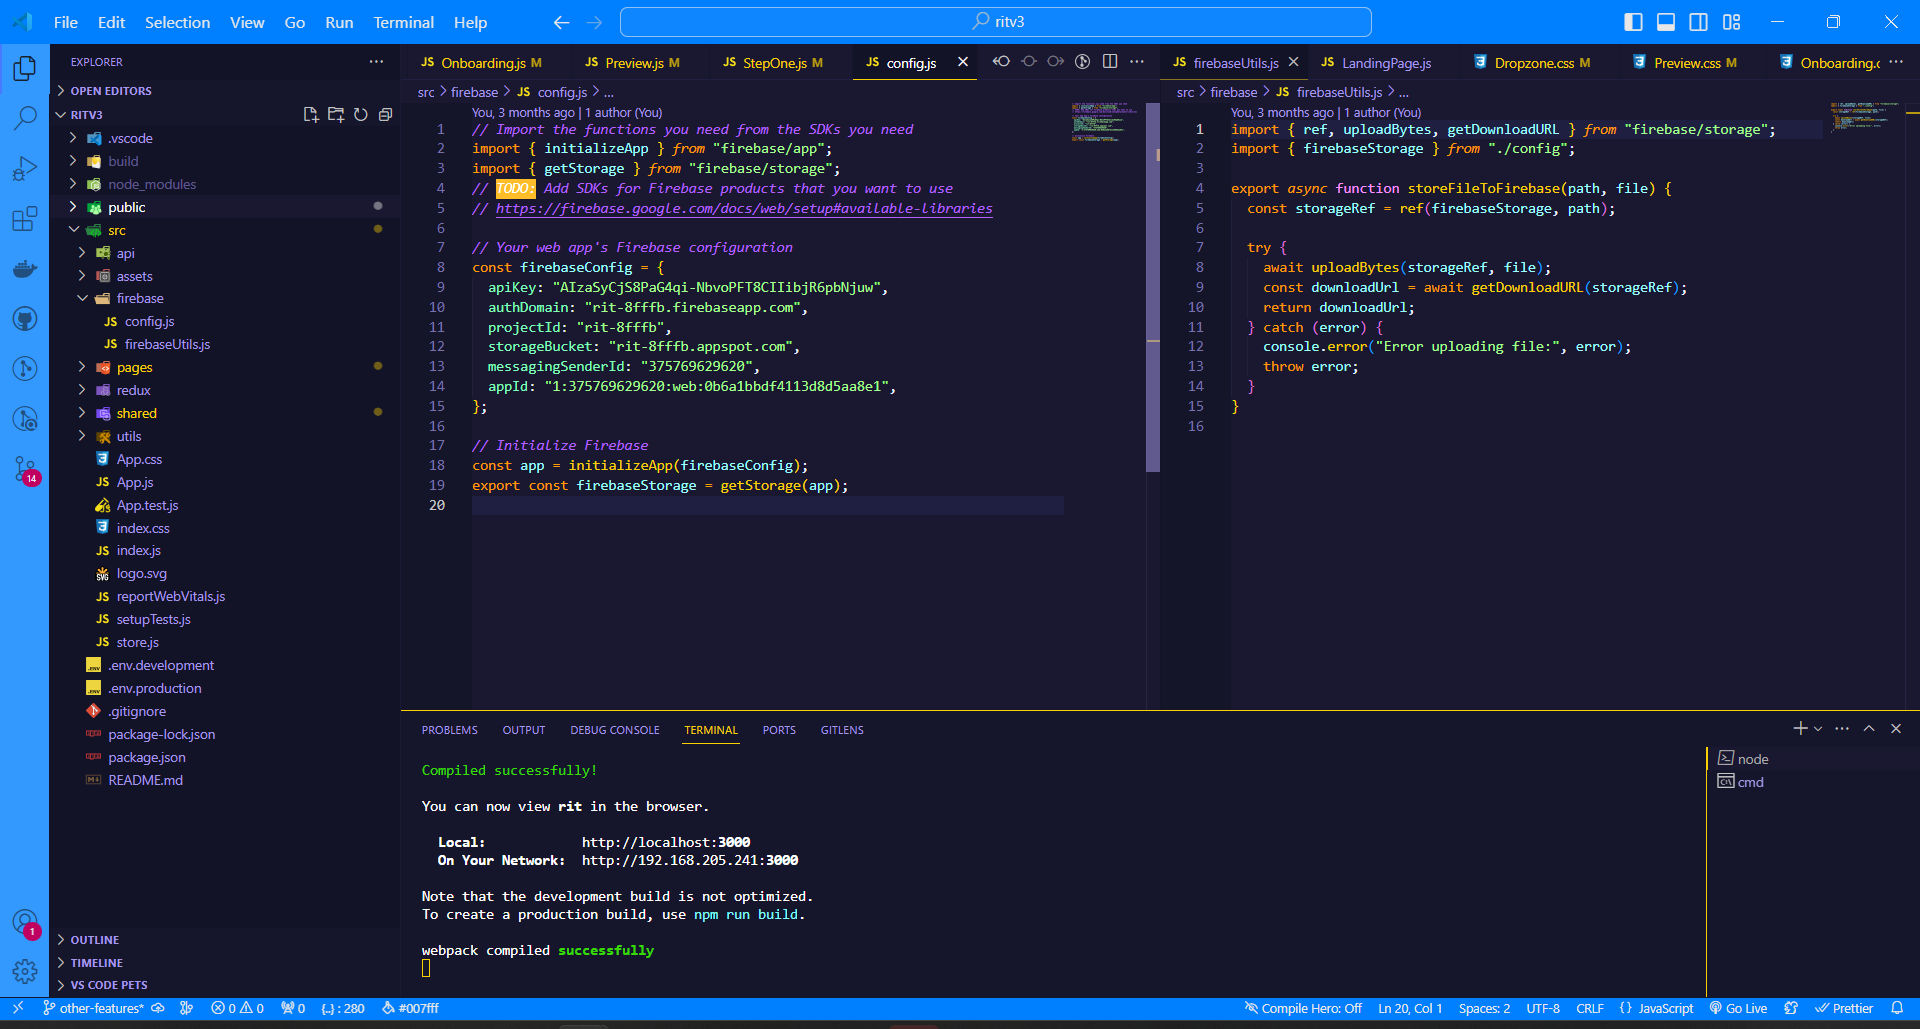 File Edit Selection View Go Run Terminal Help
ritv3
EXPLORER
OPEN EDITORS
RITV3
.vscode
build
node_modules
public
src
api
assets
firebase
config.js
firebaseUtils.js
pages
redux
shared
utils
App.css
App.js
App.test.js
index.css
index.js
logo.svg
reportWebVitals.js
setupTests.js
store.js
.env.development
.env.production
.gitignore
package-lock.json
package.json
README.md
OUTLINE
TIMELINE
VS CODE PETS
14
1
JS Onboarding.js M JS Preview.js M JS StepOne.js M JS config.js
src > firebase > JS config.js > ...
You, 3 months ago | 1 author (You)
1 // Import the functions you need from the SDKs you need
2 import { initializeApp } from "firebase/app";
3 import { getStorage } from "firebase/storage";
4 // TODO: Add SDKs for Firebase products that you want to use
5 // https://firebase.google.com/docs/web/setup#available-libraries
6
7 // Your web app's Firebase configuration
8 const firebaseConfig = {
9 apiKey: "AIzaSyCjS8PaG4qi-NbvoPFT8CIIibjR6pbNjuw",
10 authDomain: "rit-8fffb.firebaseapp.com",
11 projectId: "rit-8fffb",
12 storageBucket: "rit-8fffb.appspot.com",
13 messagingSenderId: "375769629620",
14 appId: "1:375769629620:web:0b6a1bbdf4113d8d5aa8e1",
15 };
16
17 // Initialize Firebase
18 const app = initializeApp(firebaseConfig);
19 export const firebaseStorage = getStorage(app);
20
JS firebaseUtils.js JS LandingPage.js Dropzone.css M Preview.css M Onboarding.c
src > firebase > JS firebaseUtils.js > ...
You, 3 months ago | 1 author (You)
1 import { ref, uploadBytes, getDownloadURL } from "firebase/storage";
2 import { firebaseStorage } from "./config";
3
4 export async function storeFileToFirebase(path, file) {
5 const storageRef = ref(firebaseStorage, path);
6
7 try {
8 await uploadBytes(storageRef, file);
9 const downloadUrl = await getDownloadURL(storageRef);
10 return downloadUrl;
11 } catch (error) {
12 console.error("Error uploading file:", error);
13 throw error;
14 }
15 }
16
PROBLEMS OUTPUT DEBUG CONSOLE TERMINAL PORTS GITLENS
Compiled successfully!
You can now view rit in the browser.
Local: http://localhost:3000
On Your Network: http://192.168.205.241:3000
Note that the development build is not optimized.
To create a production build, use npm run build.
webpack compiled successfully
node
cmd
other-features* 0 0 0 {..} : 280 #007fff
Compile Hero: Off Ln 20, Col 1 Spaces: 2 UTF-8 CRLF { } JavaScript Go Live Prettier